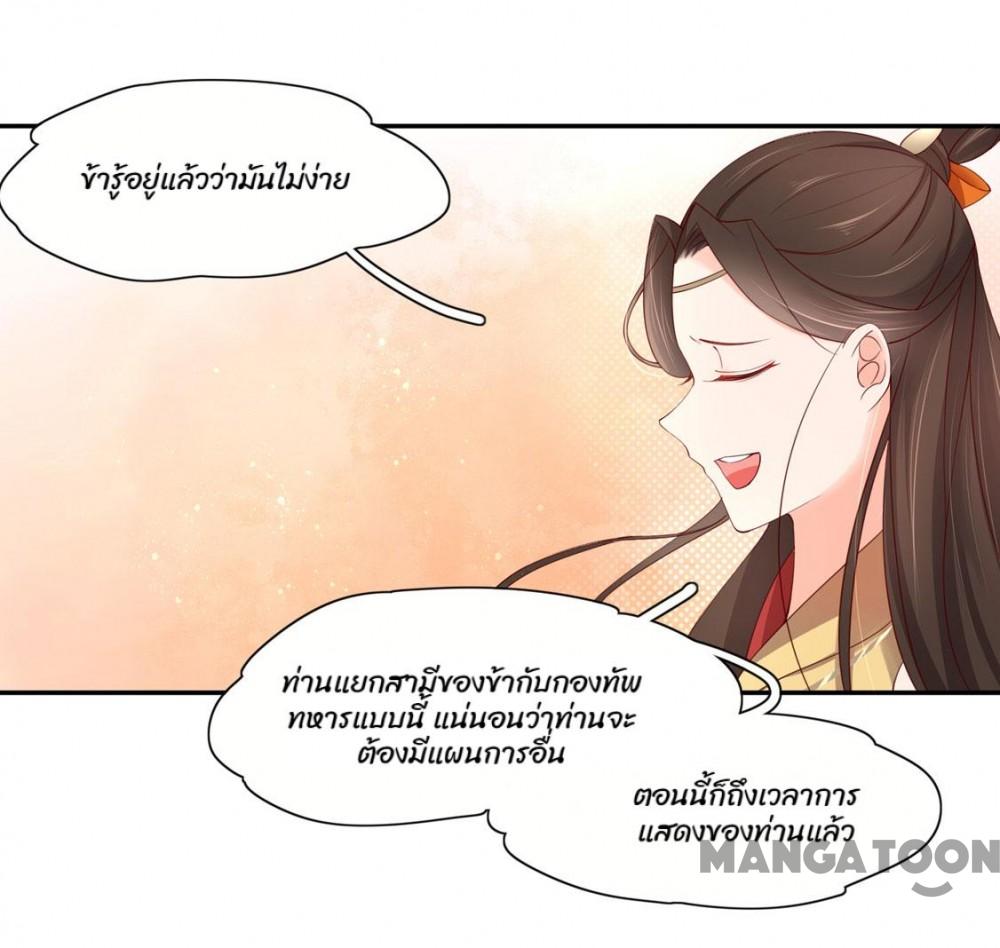 ข้ารู้อยู่แล้วว่ามันไม่ง่าย
ท่านแยกสามีของข้ากับกองทัพ
ทหารแบบนี้ แน่นอนว่าท่านจะ
ต้องมีแผนการอื่น
ตอนนี้ก็ถึงเวลาการ
แสดงของท่านแล้ว
MANGATOON